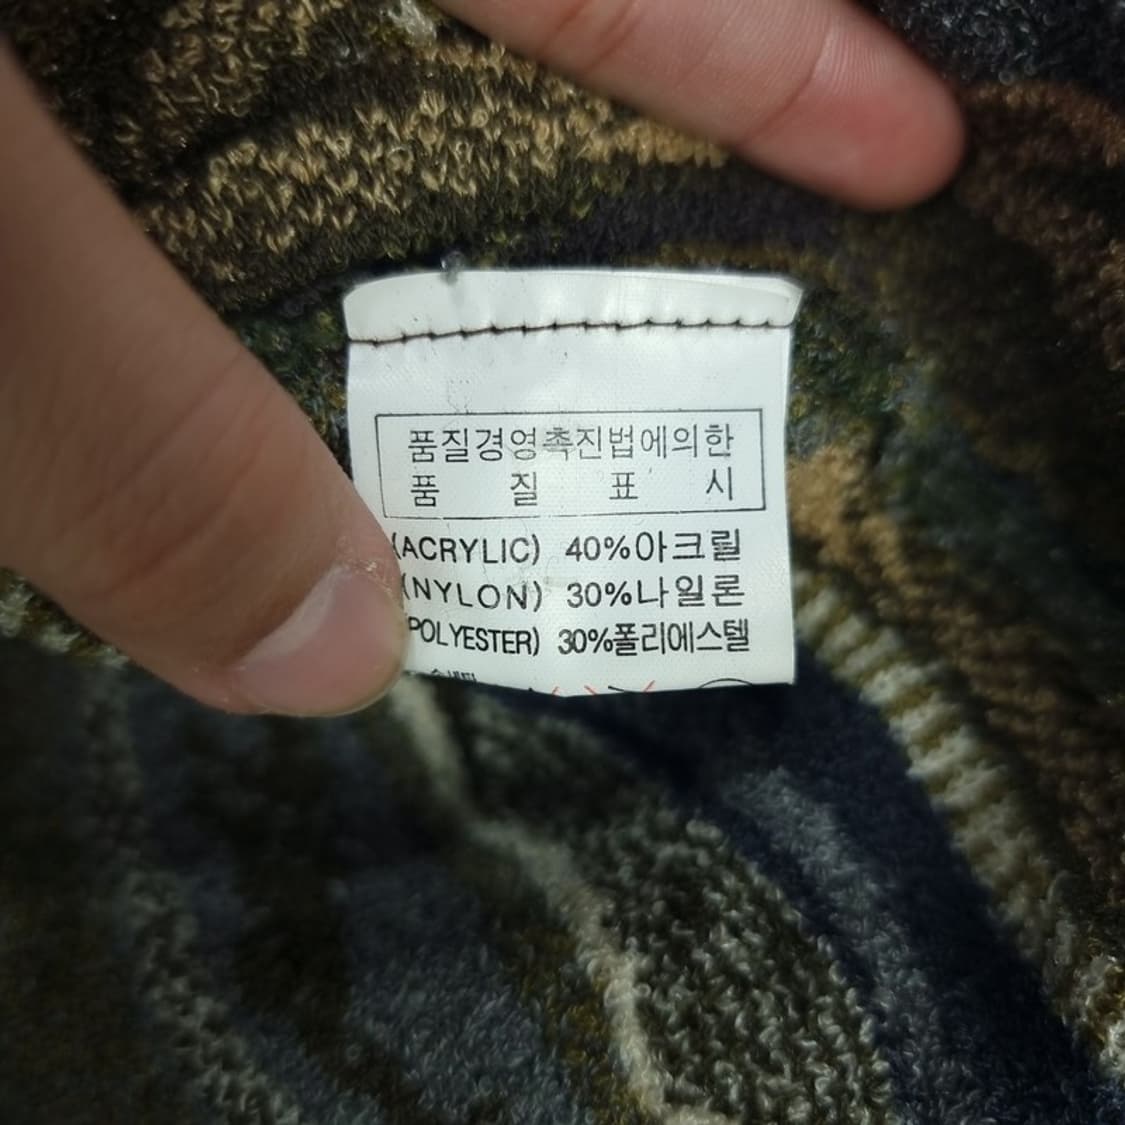 품질경영촉진법에의한
품 질 표 시
(ACRYLIC) 40%아크릴
(NYLON) 30%나일론
POLYESTER) 30%폴리에스텔